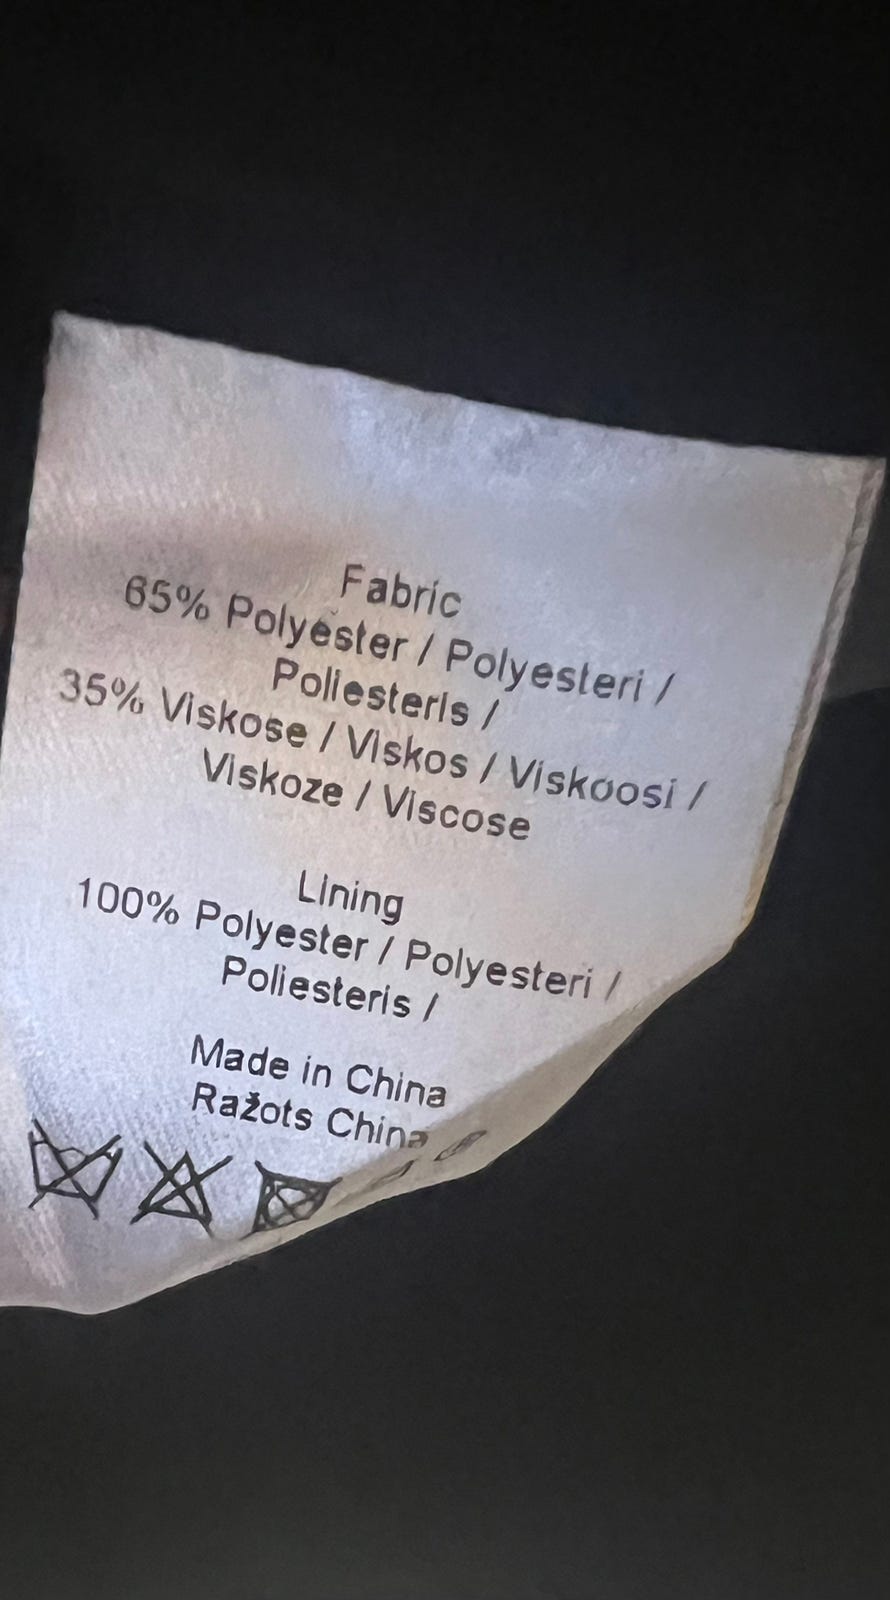 Fabric
65% Polyester / Polyesteri /
Poliesteris /
35% Viskose / Viskos / Viskoosi /
Viskoze / Viscose
Lining
100% Polyester / Polyesteri /
Poliesteris /
Made in China
Ražots China